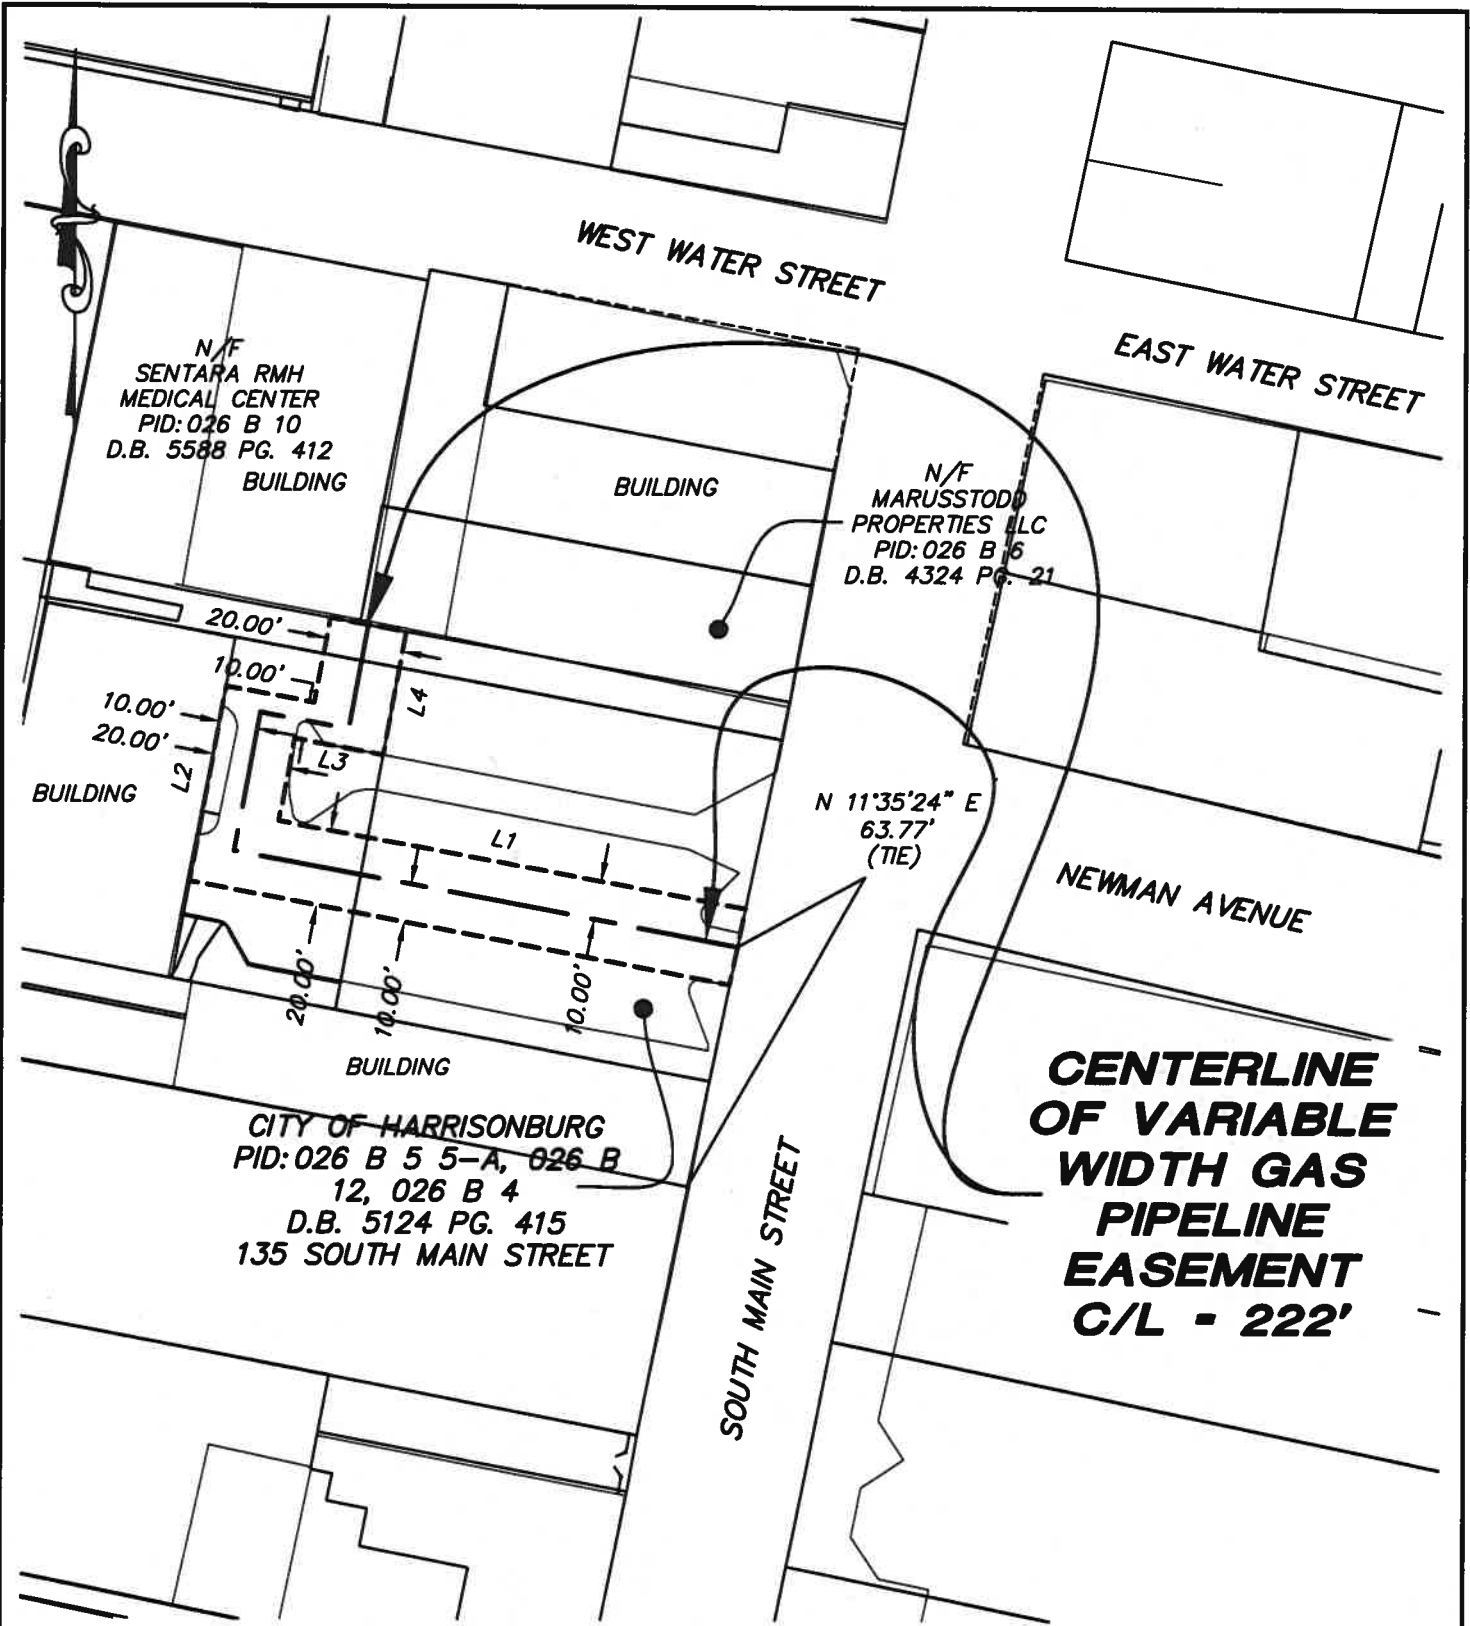 WEST WATER STREET
EAST WATER STREET
N/F
SENTARA RMH
MEDICAL CENTER
PID: 026 B 10
D.B. 5588 PG. 412
BUILDING
BUILDING
N/F
MARUSSTODD
PROPERTIES LLC
PID: 026 B 6
D.B. 4324 PG. 21
20.00'
10.00'
10.00'
20.00'
L4
L3
L2
BUILDING
L1
N 11°35'24" E
63.77'
(TIE)
NEWMAN AVENUE
20.00'
10.00'
10.00'
BUILDING
CITY OF HARRISONBURG
PID: 026 B 5 5-A, 026 B
12, 026 B 4
D.B. 5124 PG. 415
135 SOUTH MAIN STREET
SOUTH MAIN STREET
CENTERLINE
OF VARIABLE
WIDTH GAS
PIPELINE
EASEMENT
C/L - 222'